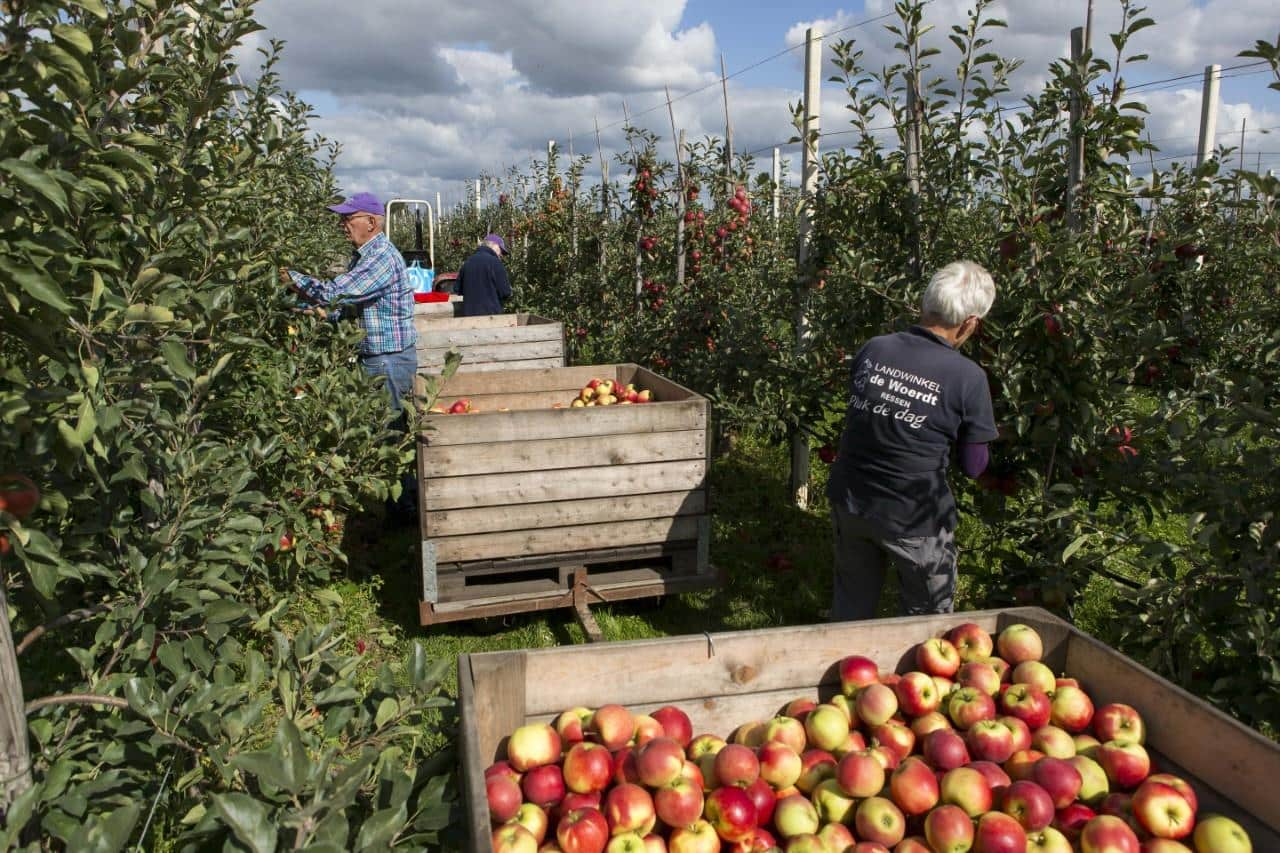 LANDWINKEL
de Woerdt
RESSEN
Pluk de dag